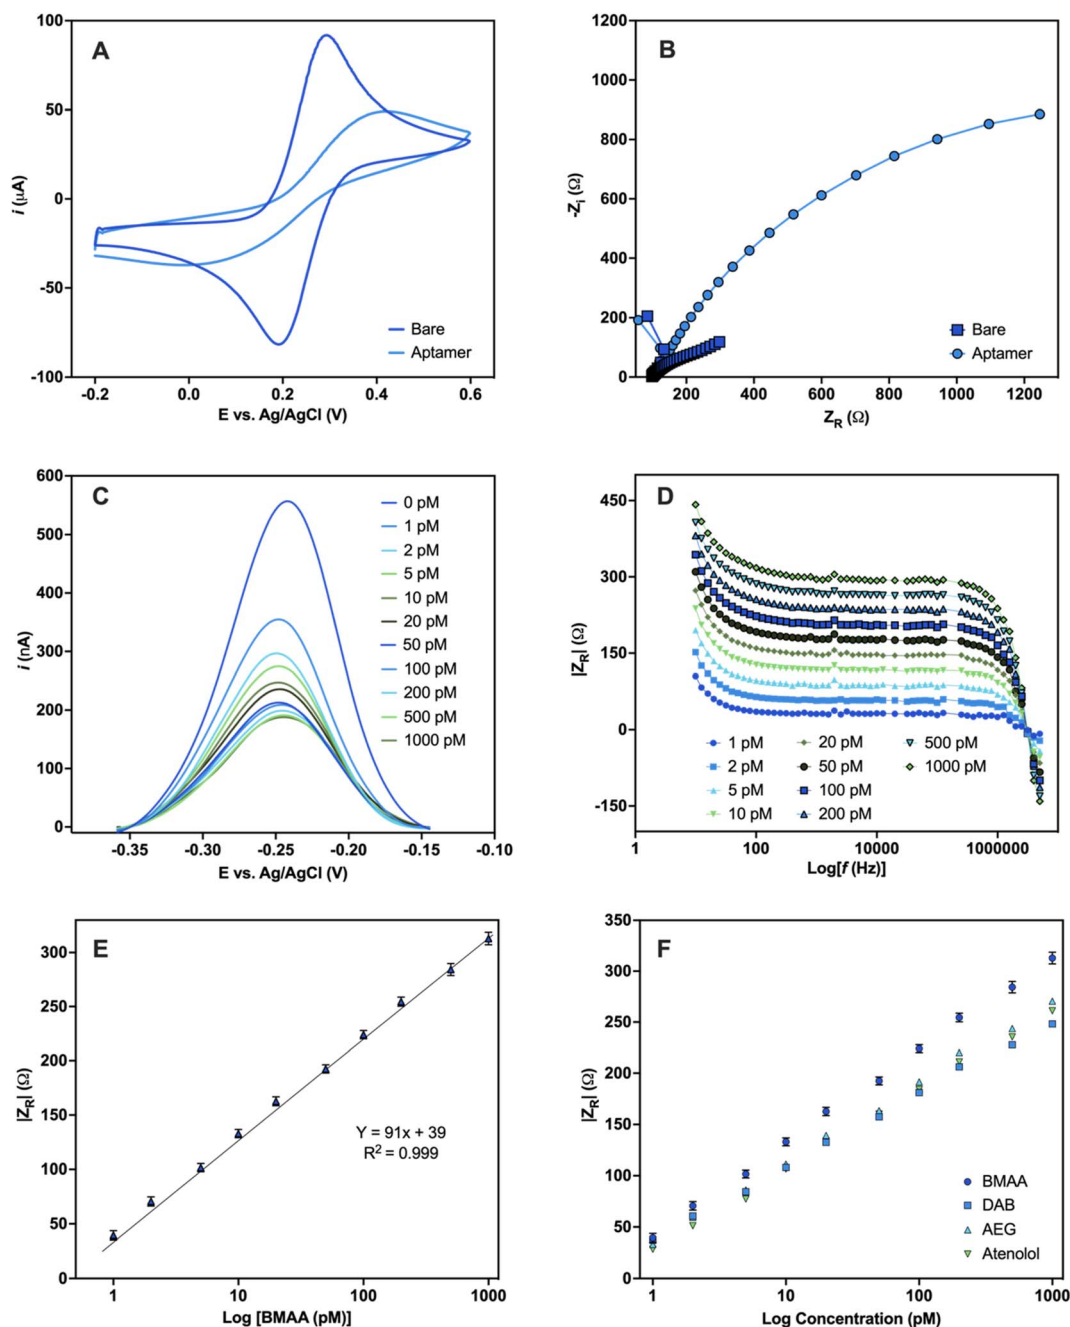 A
100
50
0
-50
-100
i (μA)
Bare
Aptamer
-0.2
0.0
0.2
0.4
0.6
E vs. Ag/AgCl (V)
B
1200
1000
800
600
400
200
0
-Zi (Ω)
Bare
Aptamer
200
400
600
800
1000
1200
ZR (Ω)
C
600
500
400
300
200
100
0
i (nA)
0 pM
1 pM
2 pM
5 pM
10 pM
20 pM
50 pM
100 pM
200 pM
500 pM
1000 pM
-0.35
-0.30
-0.25
-0.20
-0.15
-0.10
E vs. Ag/AgCl (V)
D
450
300
150
0
-150
|ZR| (Ω)
1 pM
2 pM
5 pM
10 pM
20 pM
50 pM
100 pM
200 pM
500 pM
1000 pM
1
100
10000
1000000
Log[f (Hz)]
E
300
250
200
150
100
50
0
|ZR| (Ω)
Y = 91x + 39
R² = 0.999
1
10
100
1000
Log [BMAA (pM)]
F
350
300
250
200
150
100
50
0
|ZR| (Ω)
BMAA
DAB
AEG
Atenolol
1
10
100
1000
Log Concentration (pM)